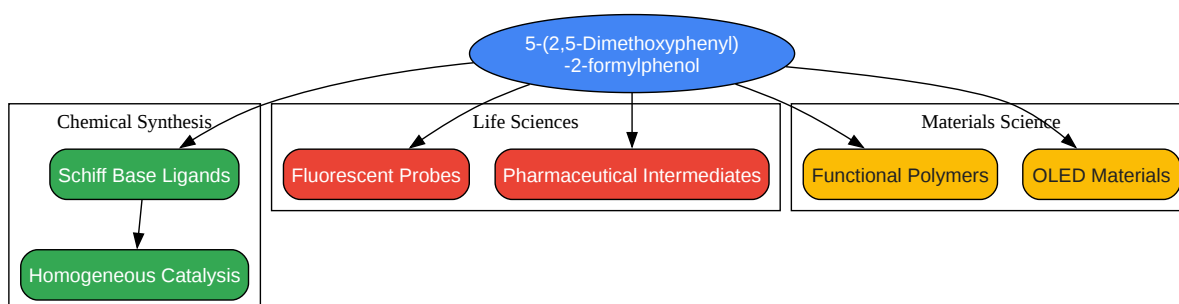 5-(2,5-Dimethoxyphenyl)
-2-formylphenol
Chemical Synthesis
Life Sciences
Materials Science
Schiff Base Ligands
Fluorescent Probes
Pharmaceutical Intermediates
Functional Polymers
OLED Materials
Homogeneous Catalysis